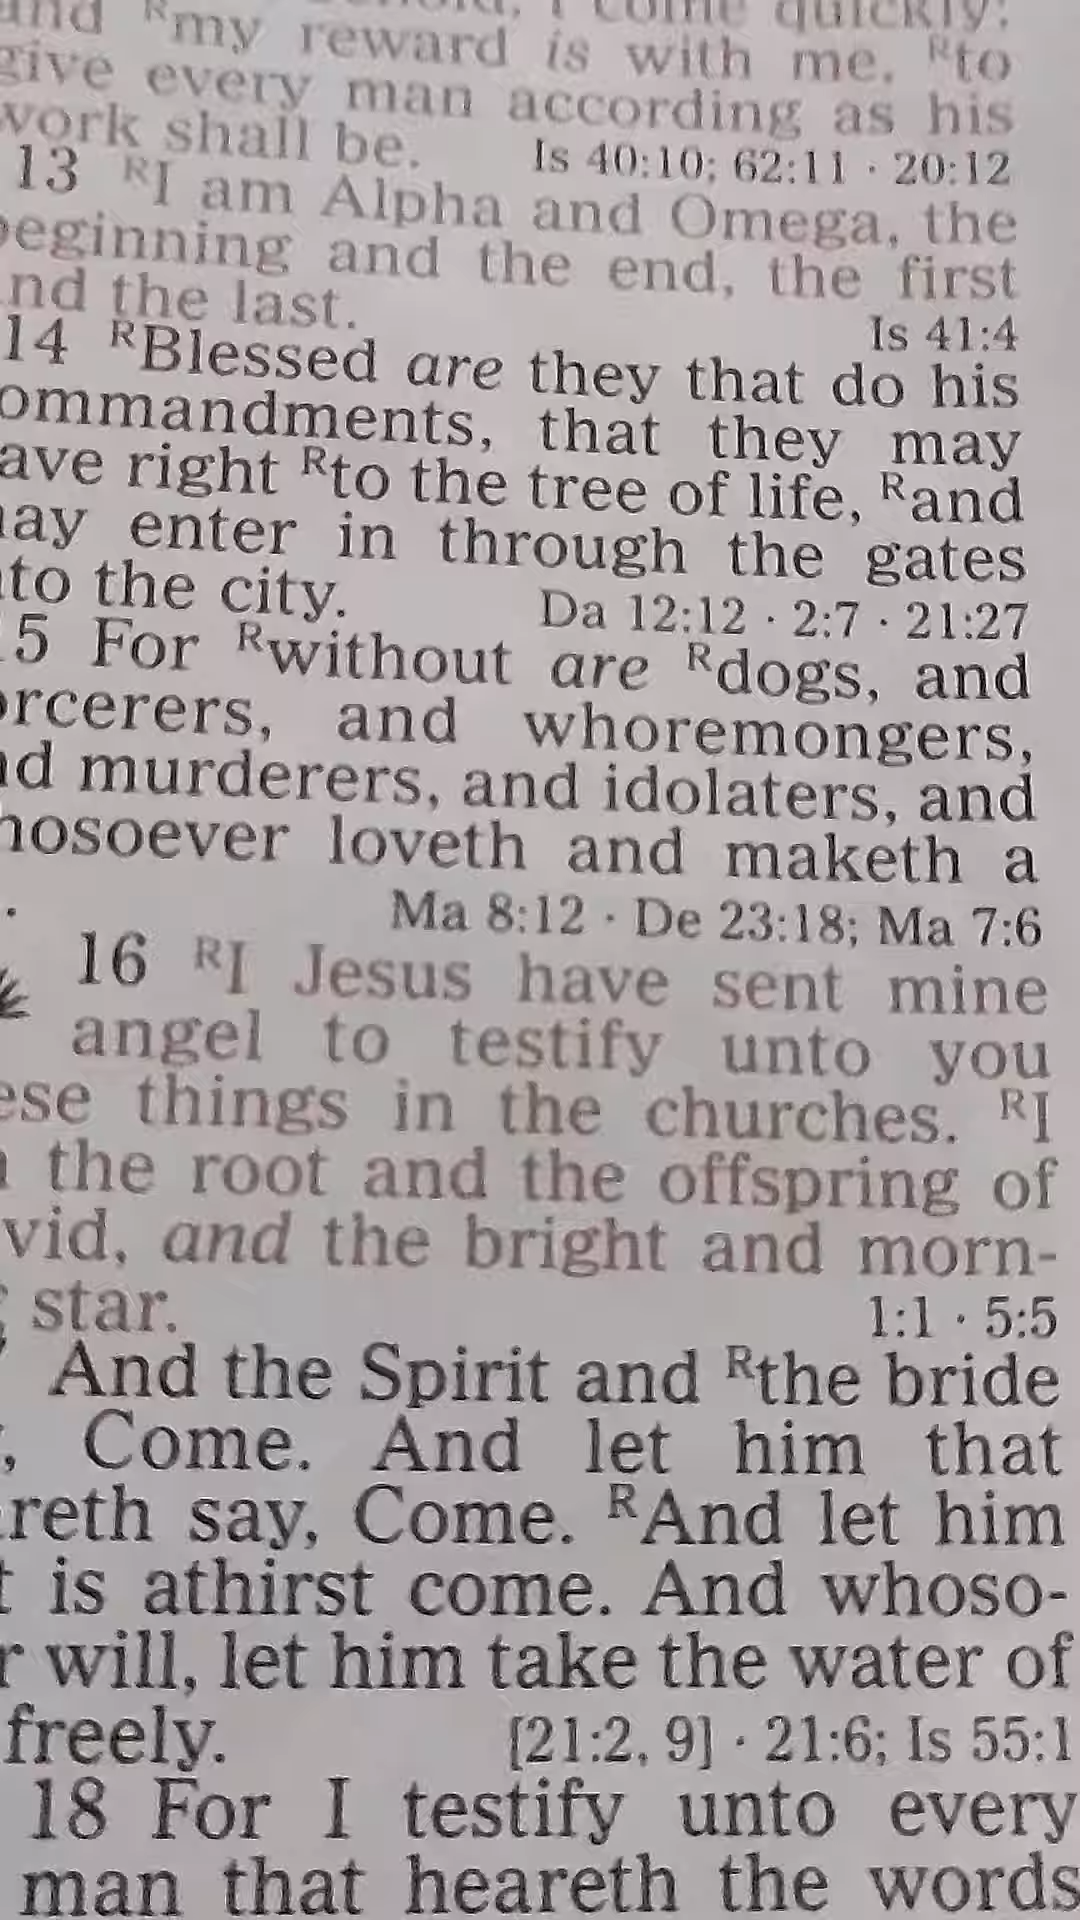 and ᴿmy reward is with me, ᴿto
give every man according as his
work shall be. Is 40:10; 62:11 · 20:12
13 ᴿI am Alpha and Omega, the
beginning and the end, the first
nd the last. Is 41:4
14 ᴿBlessed are they that do his
ommandments, that they may
ave right ᴿto the tree of life, ᴿand
ay enter in through the gates
to the city. Da 12:12 · 2:7 · 21:27
5 For ᴿwithout are ᴿdogs, and
orcerers, and whoremongers,
d murderers, and idolaters, and
hosoever loveth and maketh a
. Ma 8:12 · De 23:18; Ma 7:6
16 ᴿI Jesus have sent mine
angel to testify unto you
ese things in the churches. ᴿI
the root and the offspring of
vid, and the bright and morn-
star. 1:1 · 5:5
And the Spirit and ᴿthe bride
, Come. And let him that
reth say, Come. ᴿAnd let him
t is athirst come. And whoso-
r will, let him take the water of
freely. [21:2, 9] · 21:6; Is 55:1
18 For I testify unto every
man that heareth the words